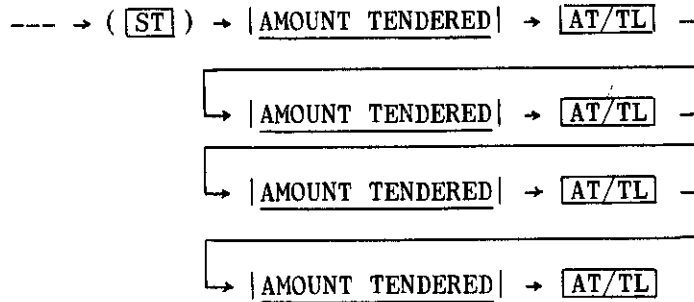 --- → ( ST ) → |AMOUNT TENDERED| → AT/TL —
→ |AMOUNT TENDERED| → AT/TL —
→ |AMOUNT TENDERED| → AT/TL —
→ |AMOUNT TENDERED| → AT/TL